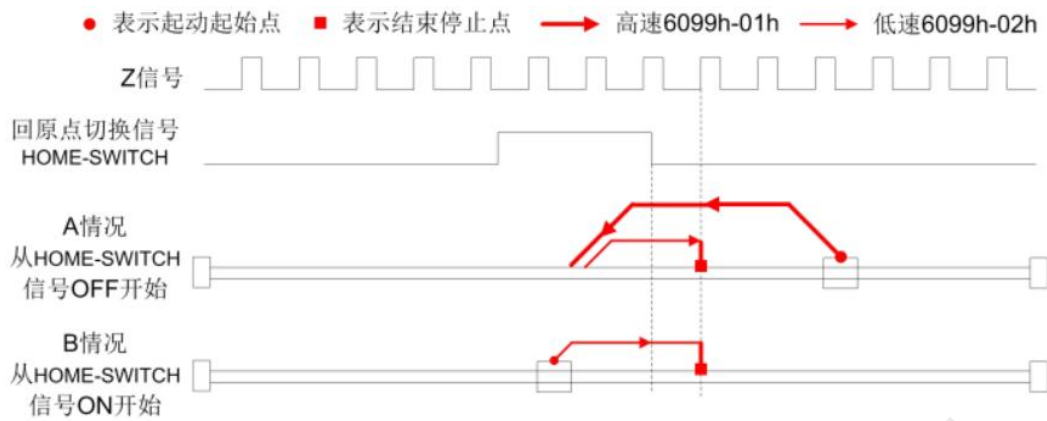 表示起动起始点 表示结束停止点 高速6099h-01h 低速6099h-02h
Z信号
回原点切换信号
HOME-SWITCH
A情况
从HOME-SWITCH
信号OFF开始
B情况
从HOME-SWITCH
信号ON开始